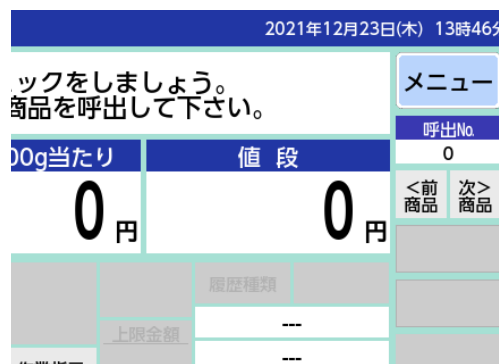 2021年12月23日(木) 13時46分
ックをしましょう。
商品を呼出して下さい。
メニュー
呼出No.
0
00g当たり
値 段
0円
0円
<前
商品
次>
商品
履歴種類
上限金額
---
---